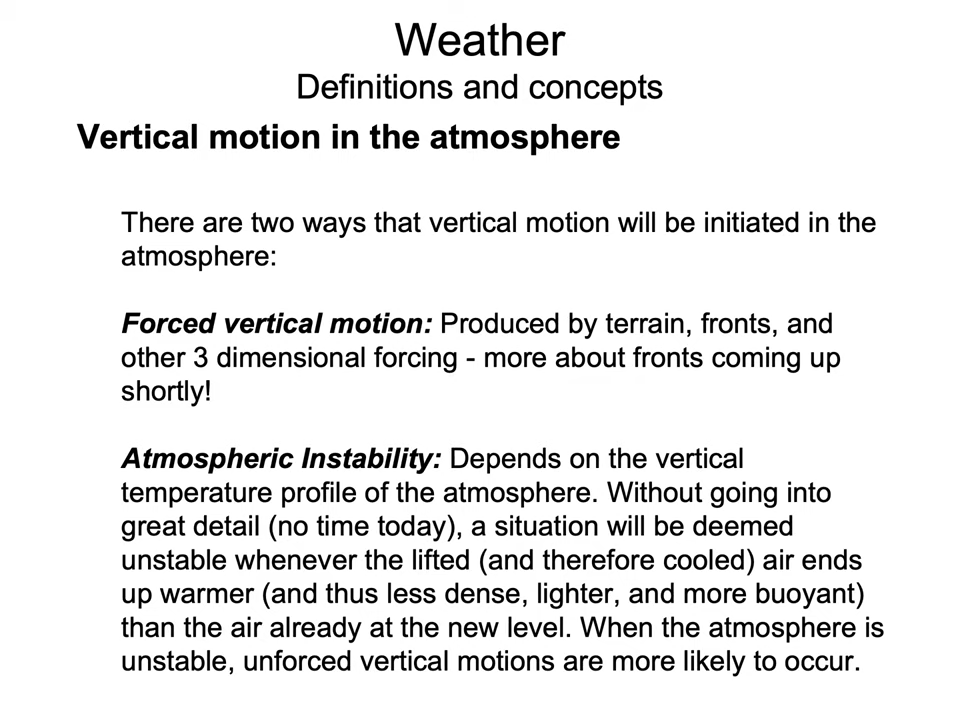 Weather
Definitions and concepts
Vertical motion in the atmosphere
There are two ways that vertical motion will be initiated in the
atmosphere:
Forced vertical motion: Produced by terrain, fronts, and
other 3 dimensional forcing - more about fronts coming up
shortly!
Atmospheric Instability: Depends on the vertical
temperature profile of the atmosphere. Without going into
great detail (no time today), a situation will be deemed
unstable whenever the lifted (and therefore cooled) air ends
up warmer (and thus less dense, lighter, and more buoyant)
than the air already at the new level. When the atmosphere is
unstable, unforced vertical motions are more likely to occur.